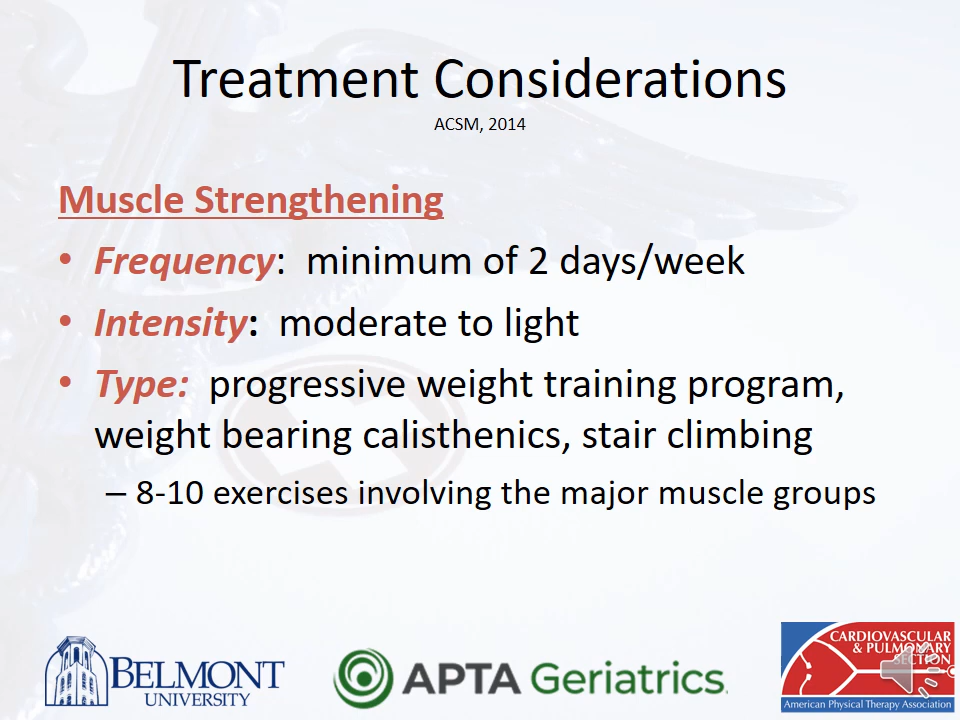 Treatment Considerations
ACSM, 2014
Muscle Strengthening
• Frequency:  minimum of 2 days/week
• Intensity:  moderate to light
• Type:  progressive weight training program,
weight bearing calisthenics, stair climbing
– 8-10 exercises involving the major muscle groups
BELMONT
UNIVERSITY
APTA Geriatrics.
CARDIOVASCULAR
& PULMONARY
SECTION
American Physical Therapy Association